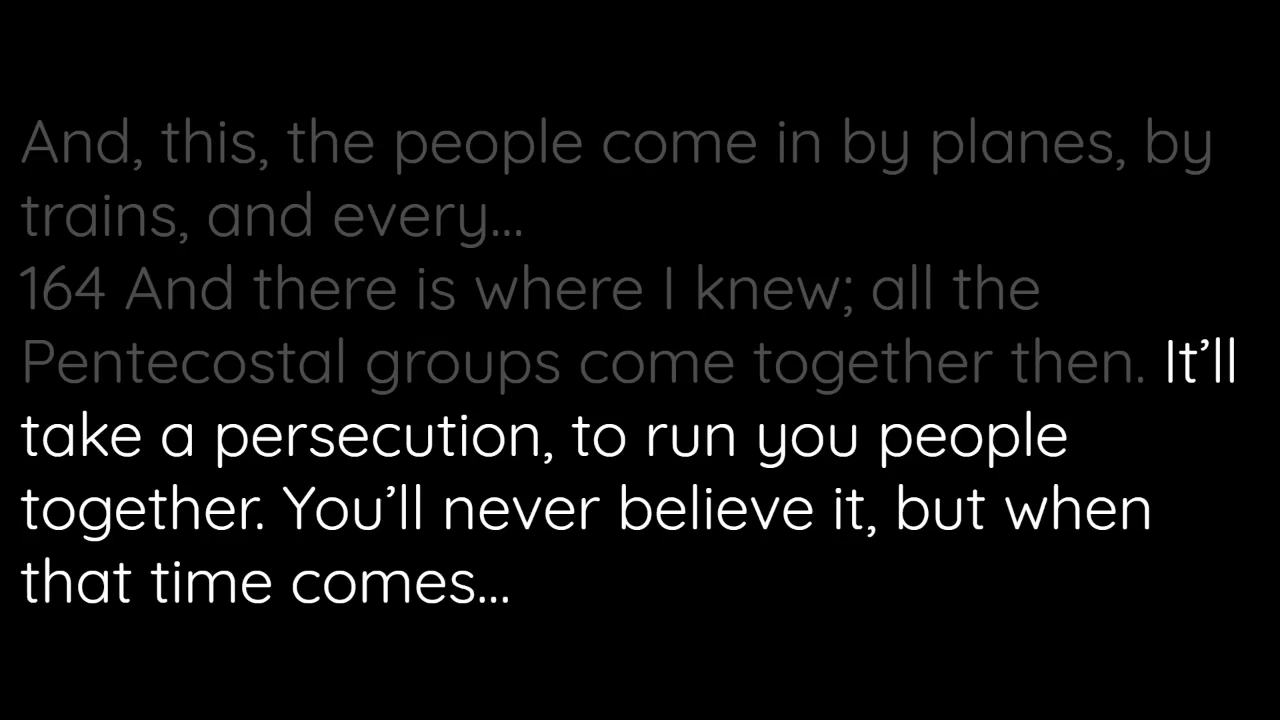 And, this, the people come in by planes, by
trains, and every...
164 And there is where I knew; all the
Pentecostal groups come together then. It’ll
take a persecution, to run you people
together. You’ll never believe it, but when
that time comes...